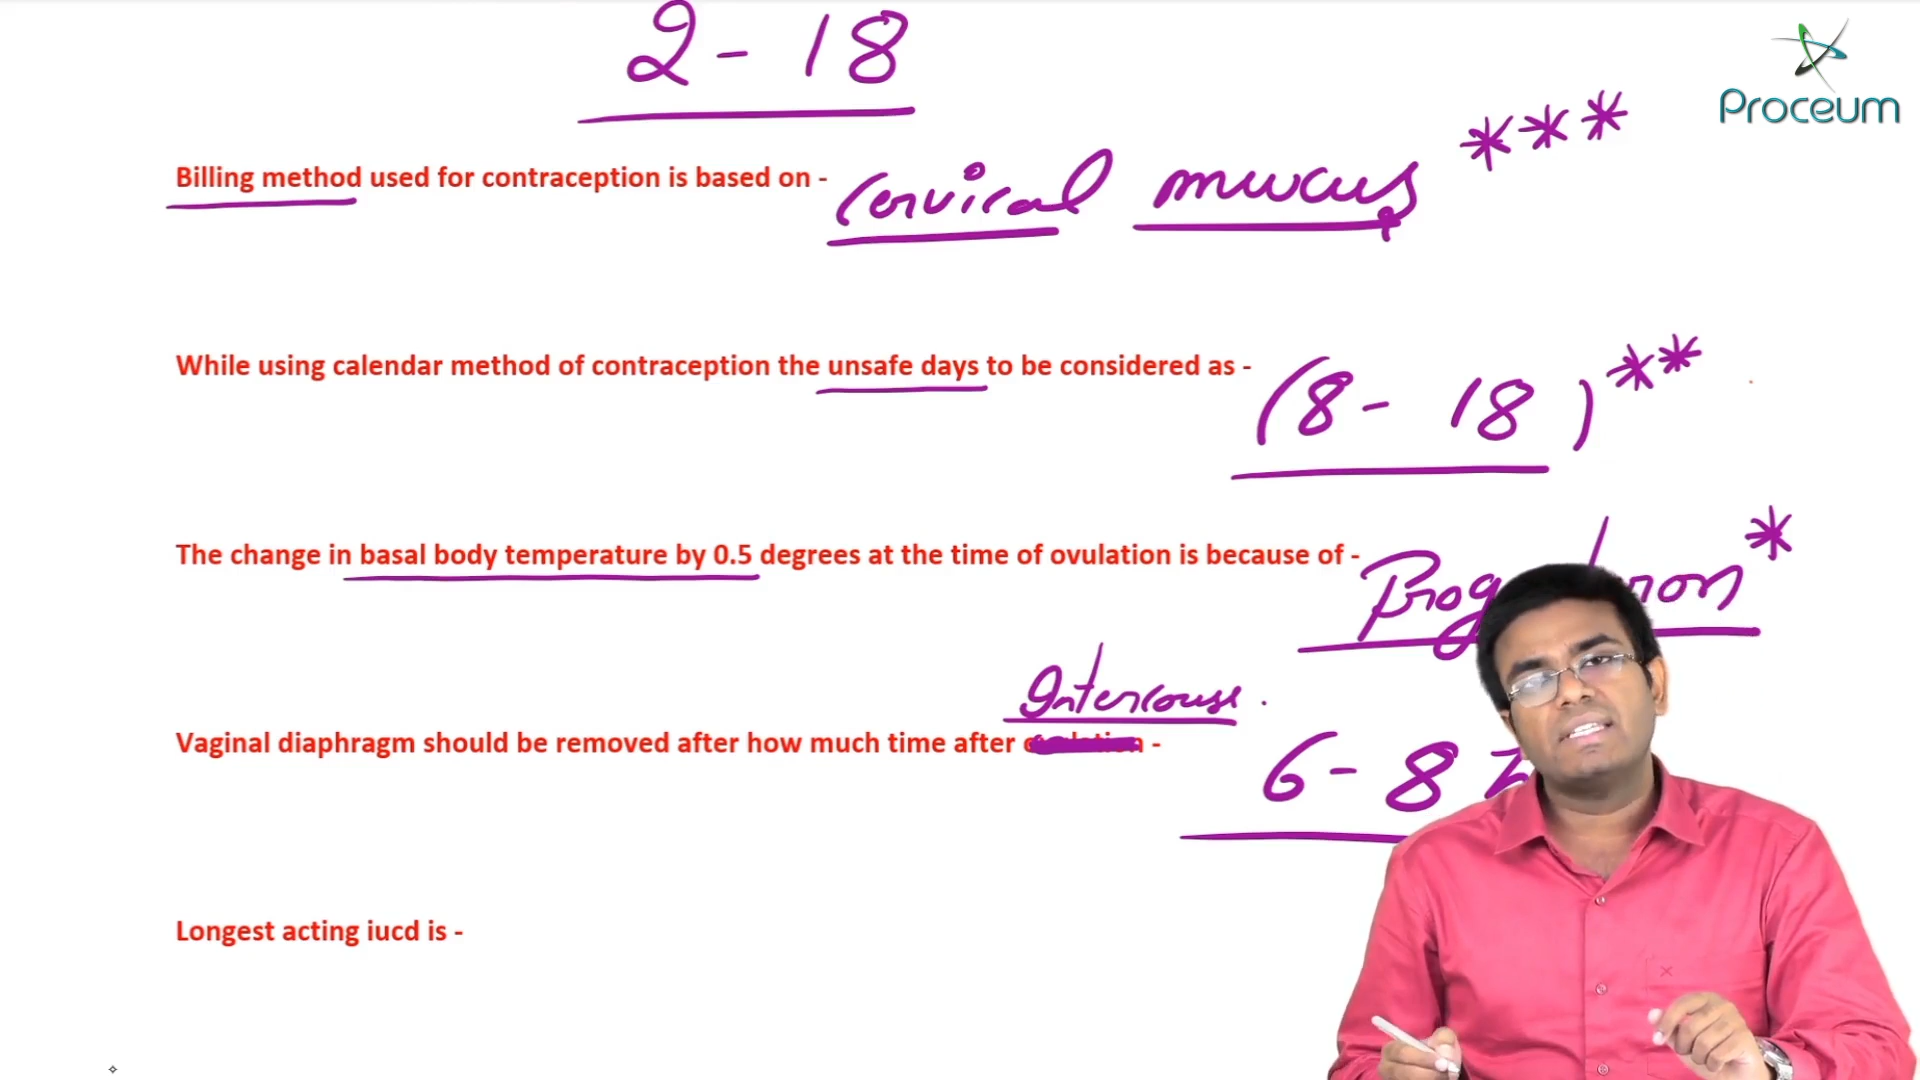 2 - 18
Proceum
***
Billing method used for contraception is based on - Cervical mucus
While using calendar method of contraception the unsafe days to be considered as -
(8 - 18) **
The change in basal body temperature by 0.5 degrees at the time of ovulation is because of -
*
Intercourse.
Vaginal diaphragm should be removed after how much time after -
6 - 8
Longest acting iucd is -